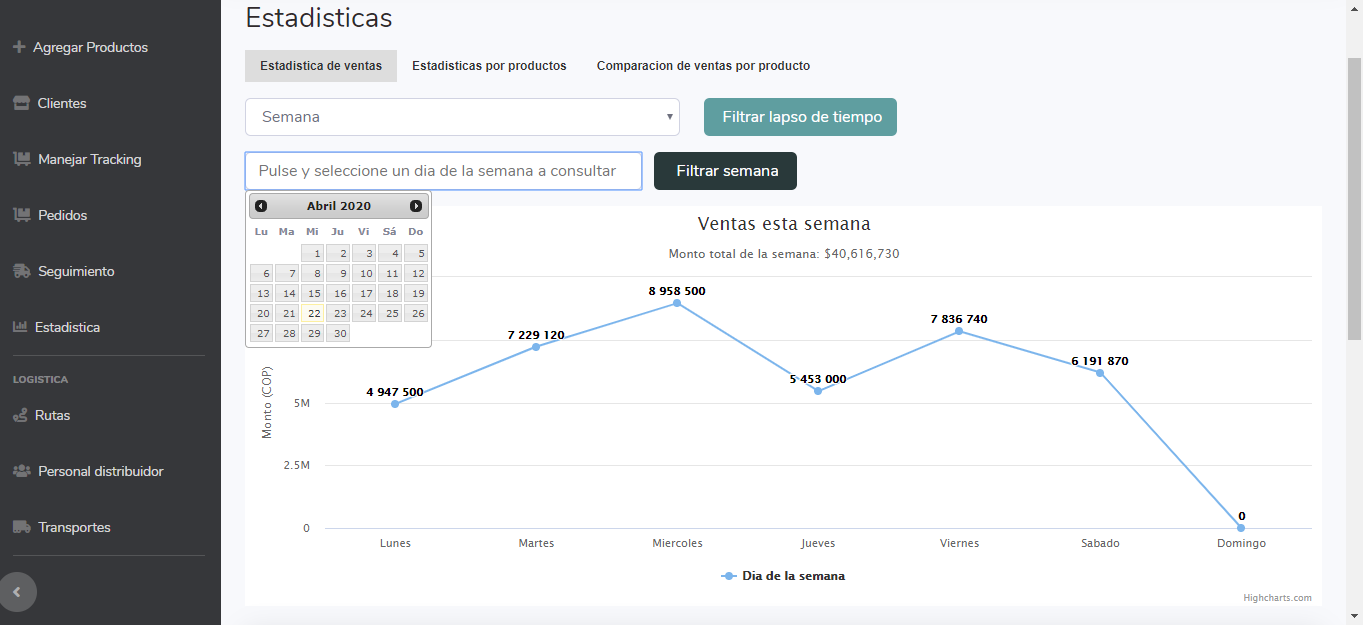 Estadisticas
Agregar Productos
Clientes
Manejar Tracking
Pedidos
Seguimiento
Estadistica
LOGISTICA
Rutas
Personal distribuidor
Transportes
Estadistica de ventas Estadisticas por productos Comparacion de ventas por producto
Semana Filtrar lapso de tiempo
Pulse y seleccione un dia de la semana a consultar Filtrar semana
Abril 2020
Lu Ma Mi Ju Vi Sá Do
1 2 3 4 5
6 7 8 9 10 11 12
13 14 15 16 17 18 19
20 21 22 23 24 25 26
27 28 29 30
Ventas esta semana
Monto total de la semana: $40,616,730
Monto (COP)
5M
2.5M
0
4 947 500
7 229 120
8 958 500
5 453 000
7 836 740
6 191 870
0
Lunes Martes Miercoles Jueves Viernes Sabado Domingo
Dia de la semana
Highcharts.com